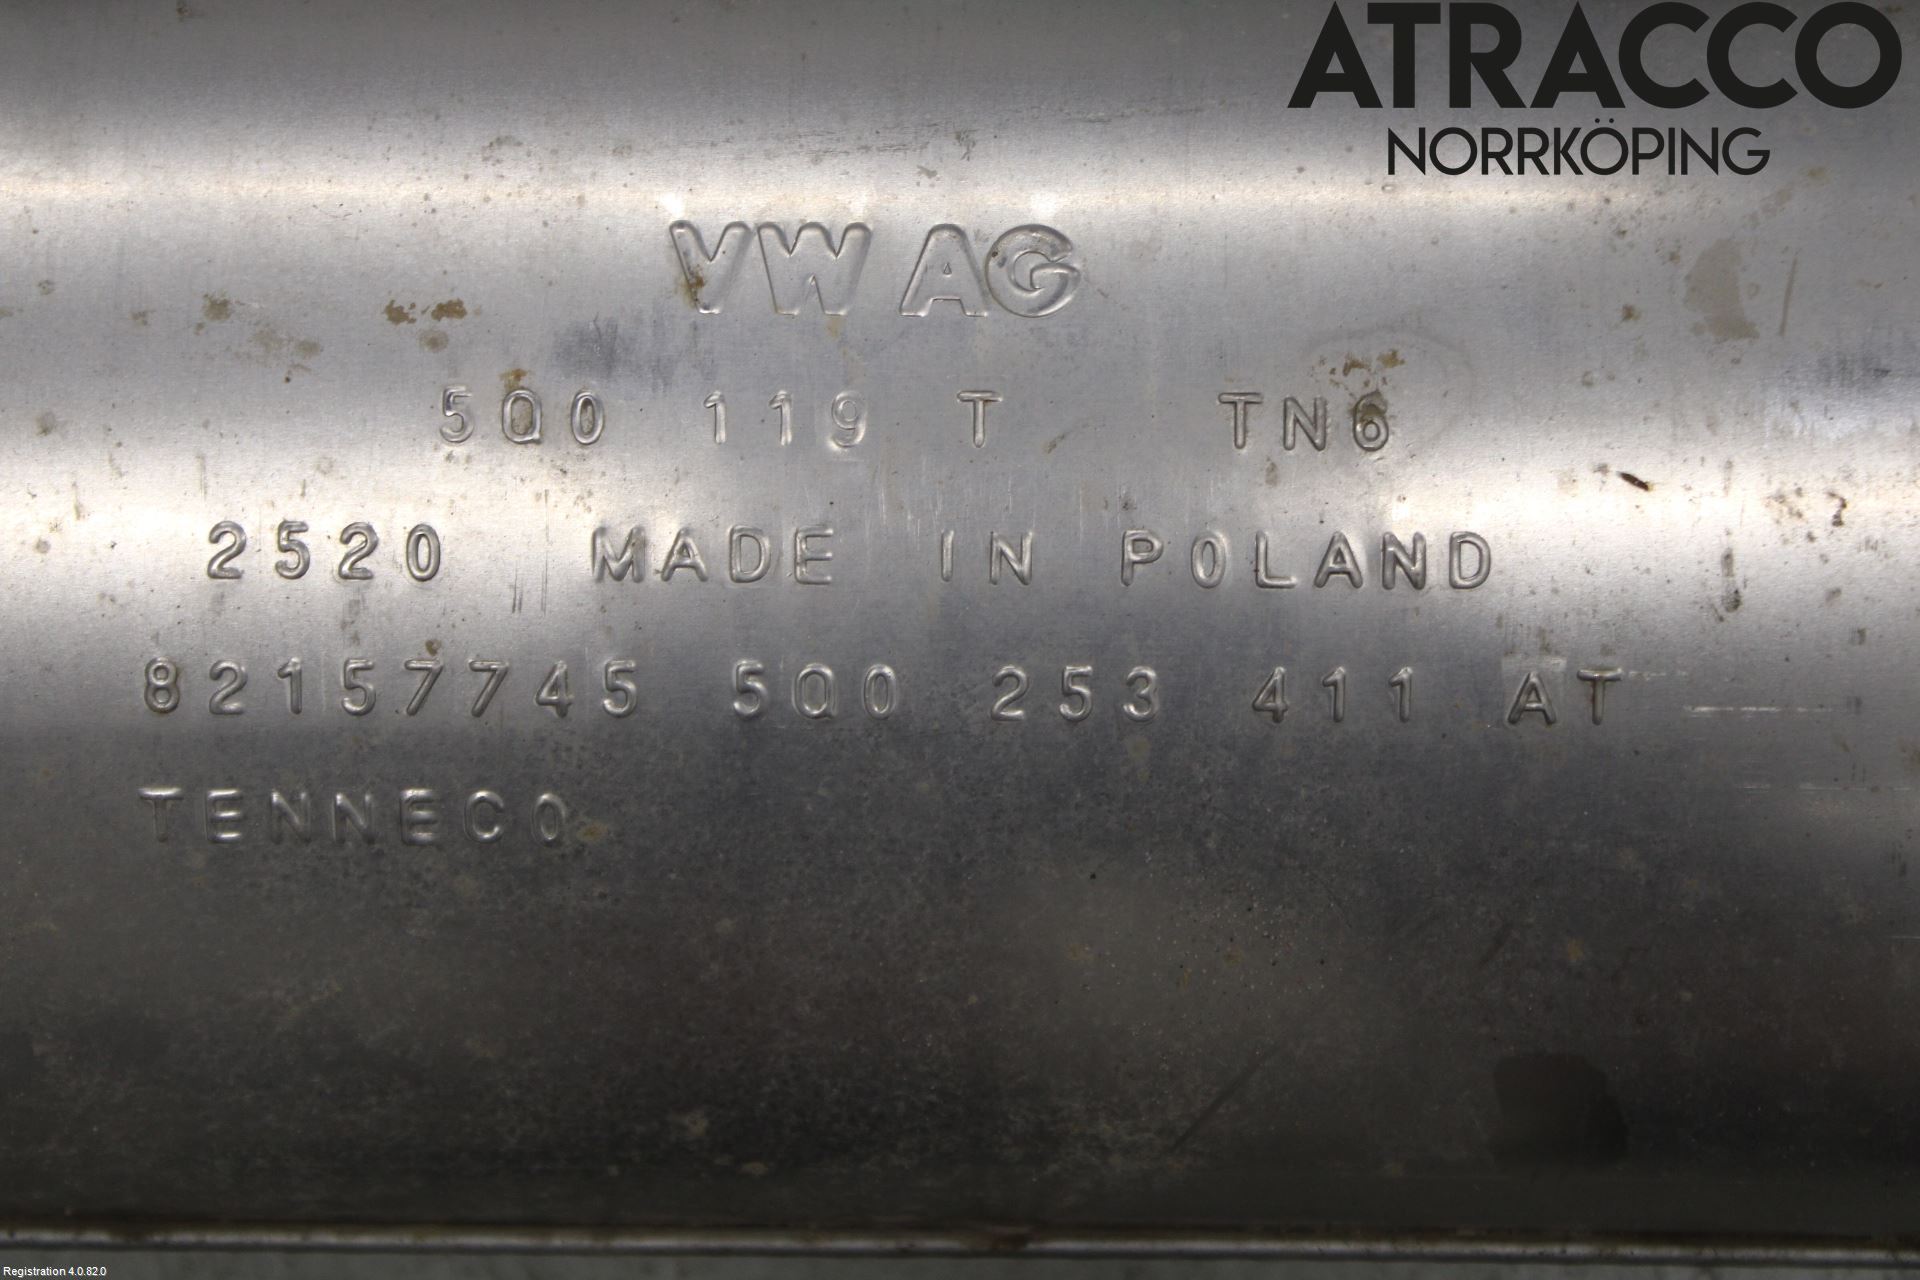 ATRACCO
NORRKÖPING
VW AG
5Q0 119 T TN6
2520 MADE IN POLAND
82157745 5Q0 253 411 AT
TENNECO
Registration 4.0.82.0